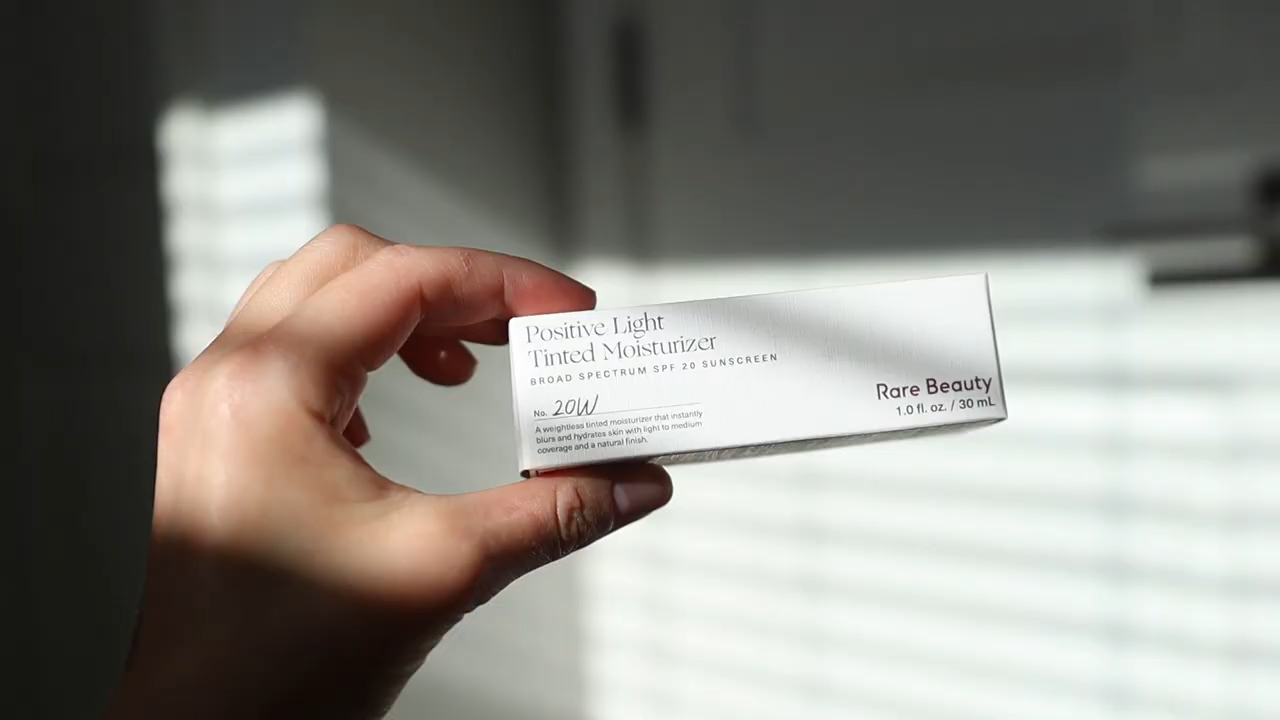 Positive Light
Tinted Moisturizer
BROAD SPECTRUM SPF 20 SUNSCREEN
No. 20W
A weightless tinted moisturizer that instantly
blurs and hydrates skin with light to medium
coverage and a natural finish.
Rare Beauty
1.0 fl. oz. / 30 mL